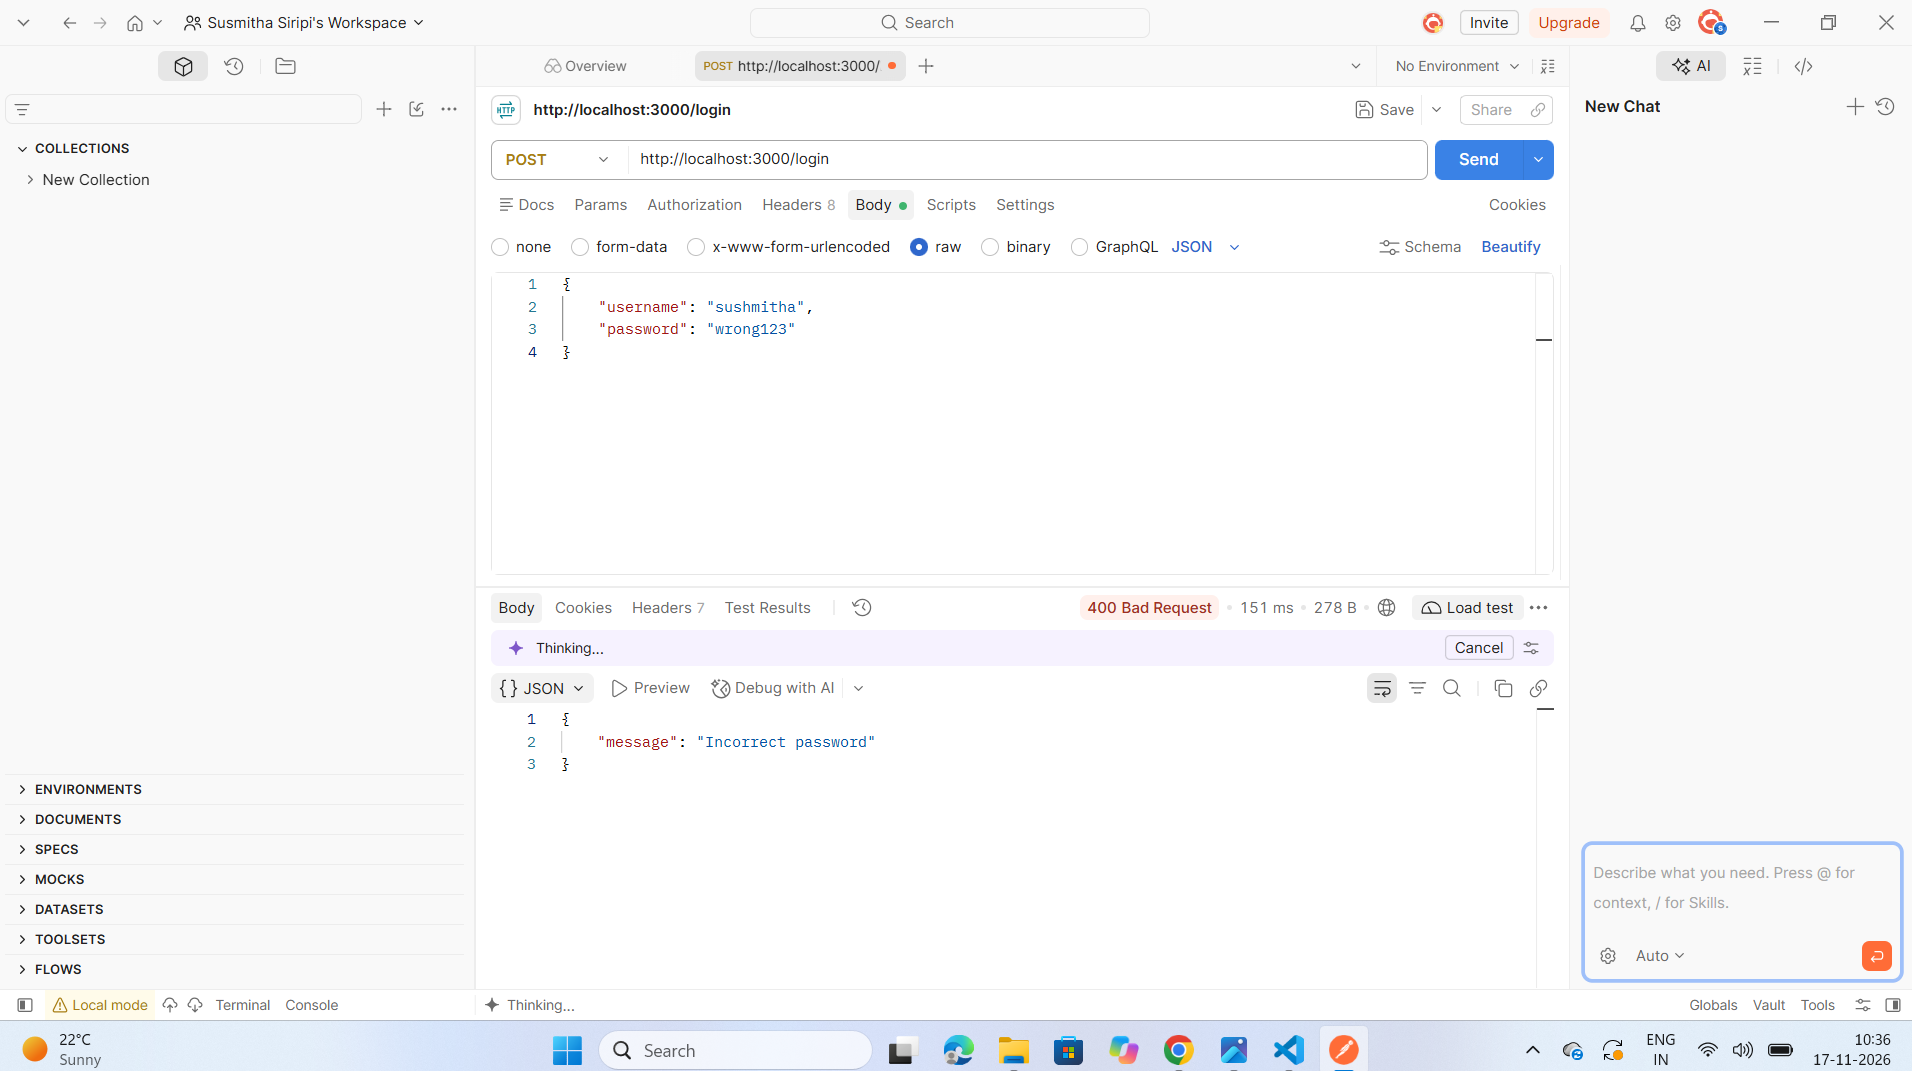 Susmitha Siripi's Workspace
Search
Invite
Upgrade
Overview
POST http://localhost:3000/
No Environment
AI
COLLECTIONS
New Collection
HTTP
http://localhost:3000/login
Save
Share
New Chat
POST
http://localhost:3000/login
Send
Docs
Params
Authorization
Headers 8
Body
Scripts
Settings
Cookies
none
form-data
x-www-form-urlencoded
raw
binary
GraphQL
JSON
Schema
Beautify
1 {
2 "username": "sushmitha",
3 "password": "wrong123"
4 }
Body
Cookies
Headers 7
Test Results
400 Bad Request
151 ms
278 B
Load test
Thinking...
Cancel
{} JSON
Preview
Debug with AI
1 {
2 "message": "Incorrect password"
3 }
ENVIRONMENTS
DOCUMENTS
SPECS
MOCKS
DATASETS
TOOLSETS
FLOWS
Describe what you need. Press @ for
context, / for Skills.
Auto
Local mode
Terminal
Console
Thinking...
Globals
Vault
Tools
22°C
Sunny
Search
ENG
IN
10:36
17-11-2026